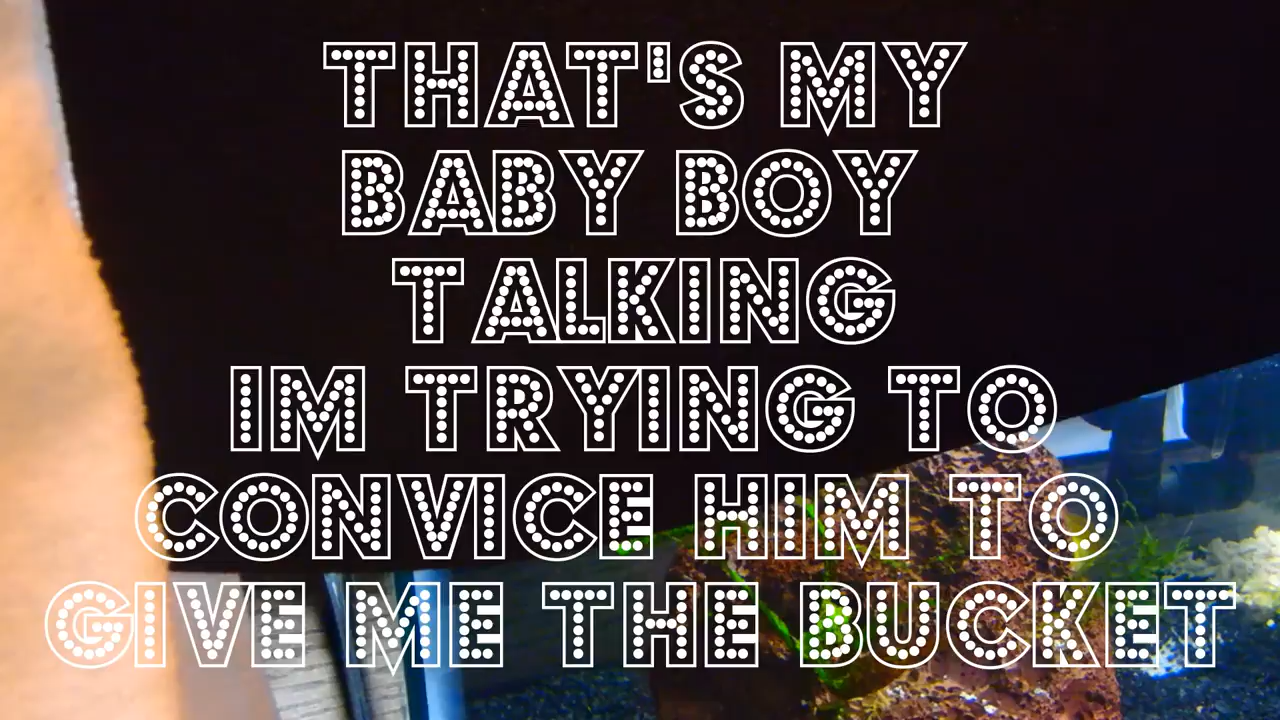 THAT'S MY
BABY BOY
TALKING
IM TRYING TO
CONVICE HIM TO
GIVE ME THE BUCKET